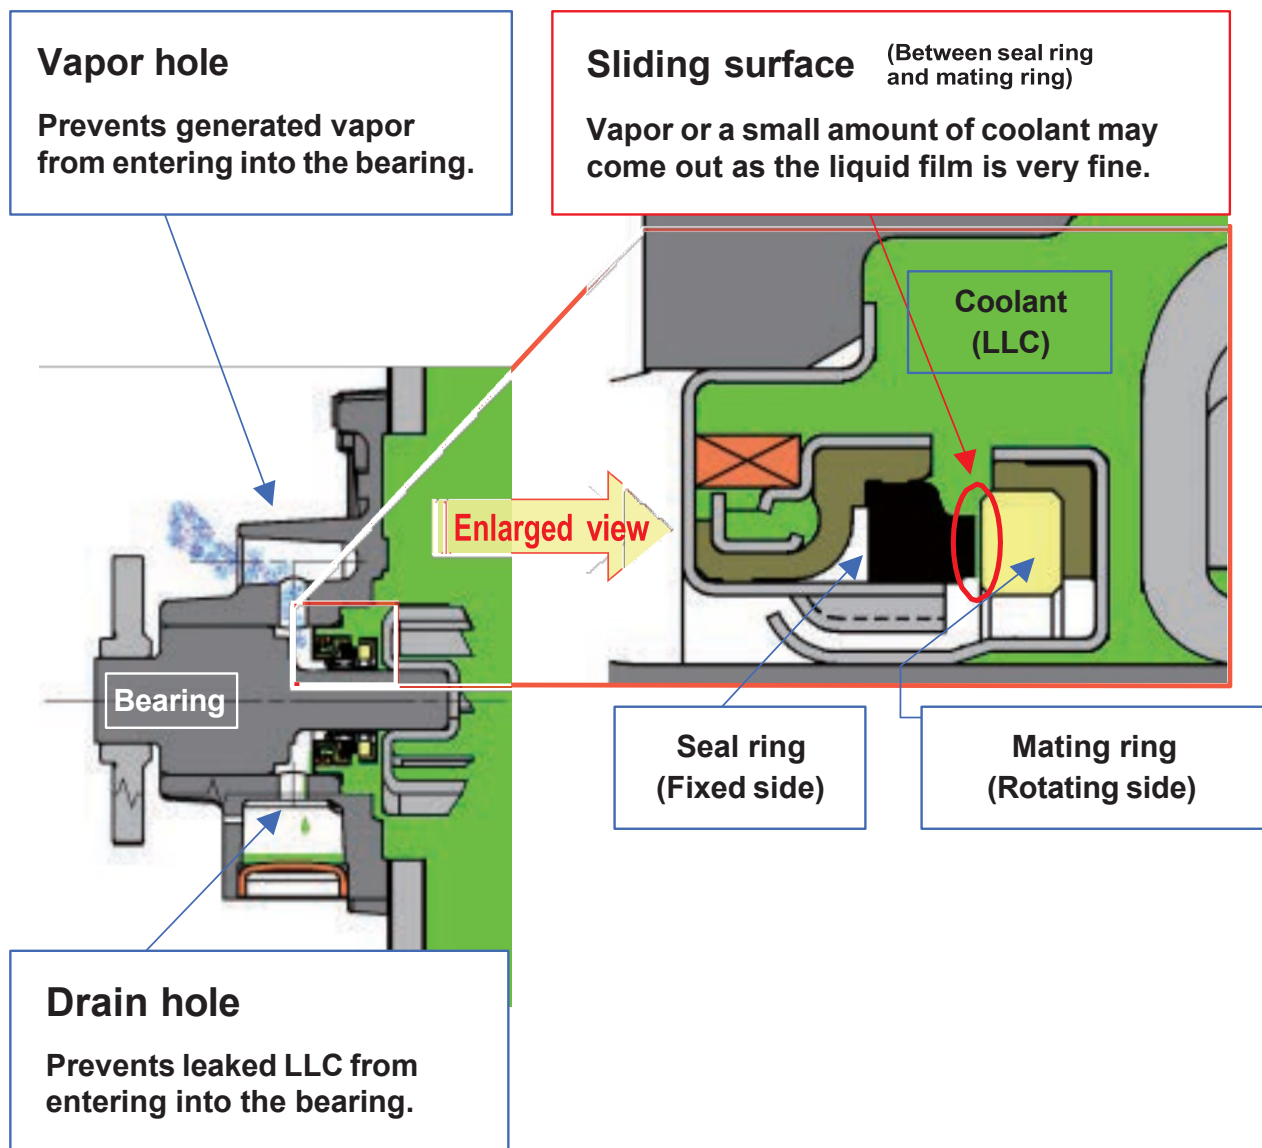 Vapor hole
Prevents generated vapor
from entering into the bearing.
Sliding surface
(Between seal ring
and mating ring)
Vapor or a small amount of coolant may
come out as the liquid film is very fine.
Coolant
(LLC)
Enlarged view
Bearing
Seal ring
(Fixed side)
Mating ring
(Rotating side)
Drain hole
Prevents leaked LLC from
entering into the bearing.